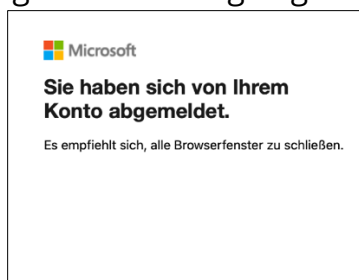 Microsoft
Sie haben sich von Ihrem
Konto abgemeldet.
Es empfiehlt sich, alle Browserfenster zu schließen.